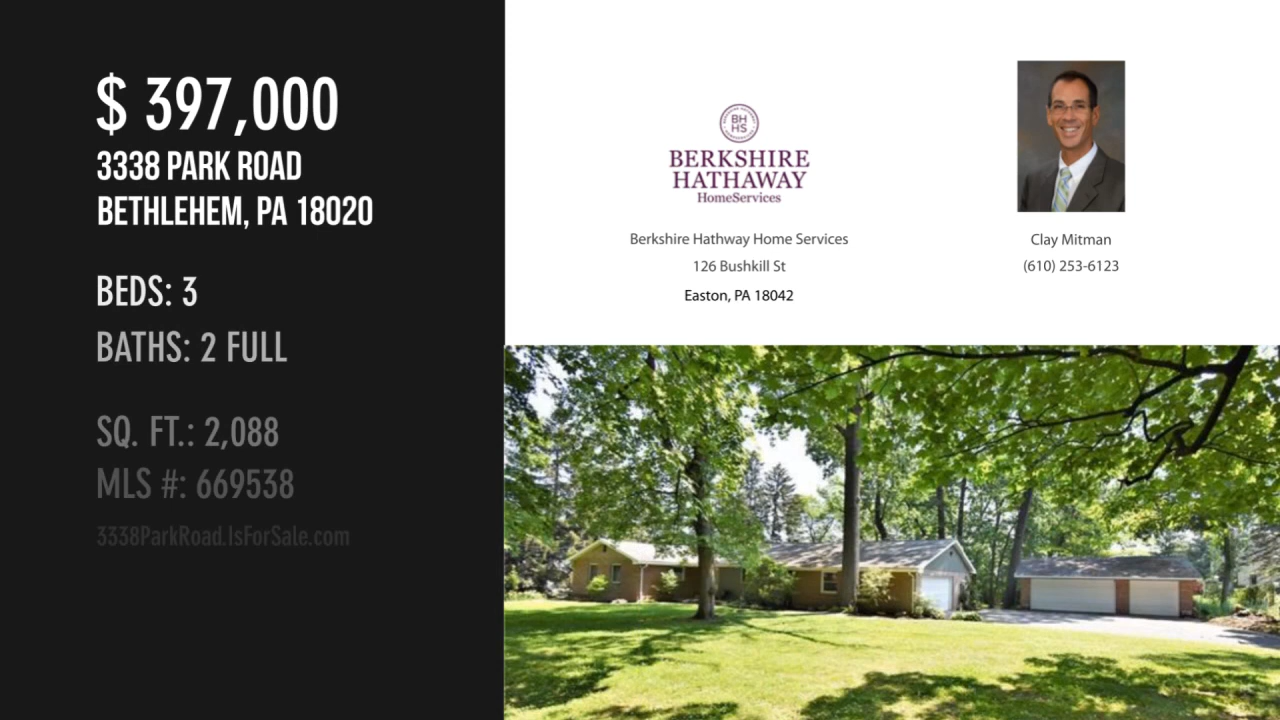 $ 397,000
3338 PARK ROAD
BETHLEHEM, PA 18020
BEDS: 3
BATHS: 2 FULL
SQ. FT.: 2,088
MLS #: 669538
3338ParkRoad.IsForSale.com
BH
HS
BERKSHIRE
HATHAWAY
HomeServices
Berkshire Hathway Home Services
126 Bushkill St
Easton, PA 18042
Clay Mitman
(610) 253-6123